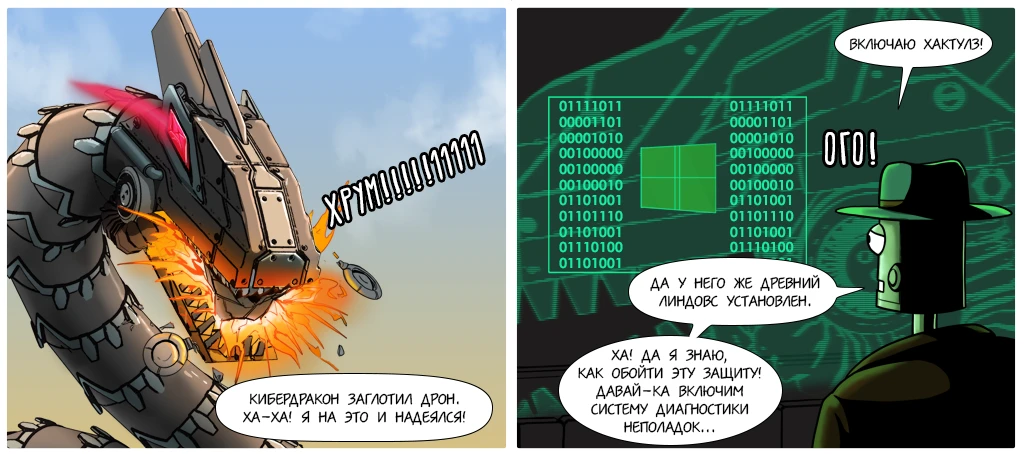 ХРУМ!!!!!11111
КИБЕРДРАКОН ЗАГЛОТИЛ ДРОН.
ХА-ХА! Я НА ЭТО И НАДЕЯЛСЯ!
ВКЛЮЧАЮ ХАКТУЛЗ!
01111011 01111011
00001101 00001101
00001010 00001010
00100000 00100000
00100000 00100000
00100010 00100010
01101001 01101001
01101110 01101110
01101001 01101001
01110100 01110100
01101001
ОГО!
ДА У НЕГО ЖЕ ДРЕВНИЙ
ЛИНДОВС УСТАНОВЛЕН.
ХА! ДА Я ЗНАЮ,
КАК ОБОЙТИ ЭТУ ЗАЩИТУ!
ДАВАЙ-КА ВКЛЮЧИМ
СИСТЕМУ ДИАГНОСТИКИ
НЕПОЛАДОК...